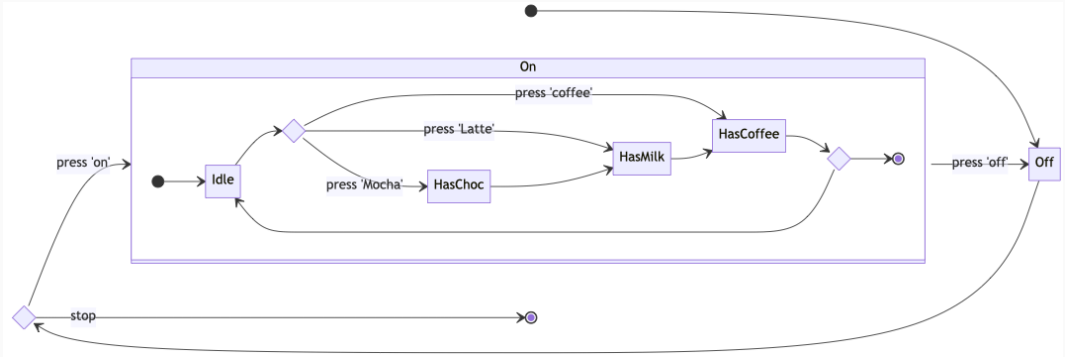 On
press 'coffee'
press 'Latte'
HasCoffee
HasMilk
press 'on'
press 'off'
Off
Idle
press 'Mocha'
HasChoc
stop